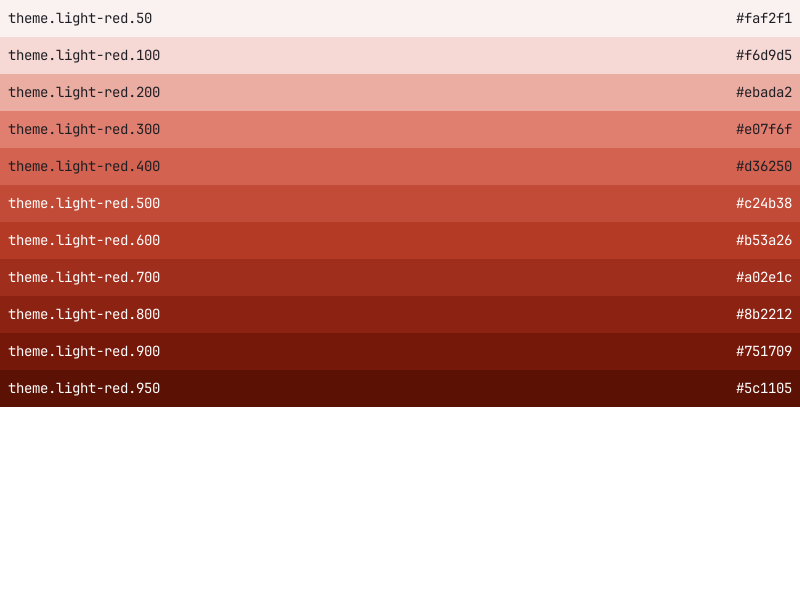 theme.light-red.50 #faf2f1
theme.light-red.100 #f6d9d5
theme.light-red.200 #ebada2
theme.light-red.300 #e07f6f
theme.light-red.400 #d36250
theme.light-red.500 #c24b38
theme.light-red.600 #b53a26
theme.light-red.700 #a02e1c
theme.light-red.800 #8b2212
theme.light-red.900 #751709
theme.light-red.950 #5c1105